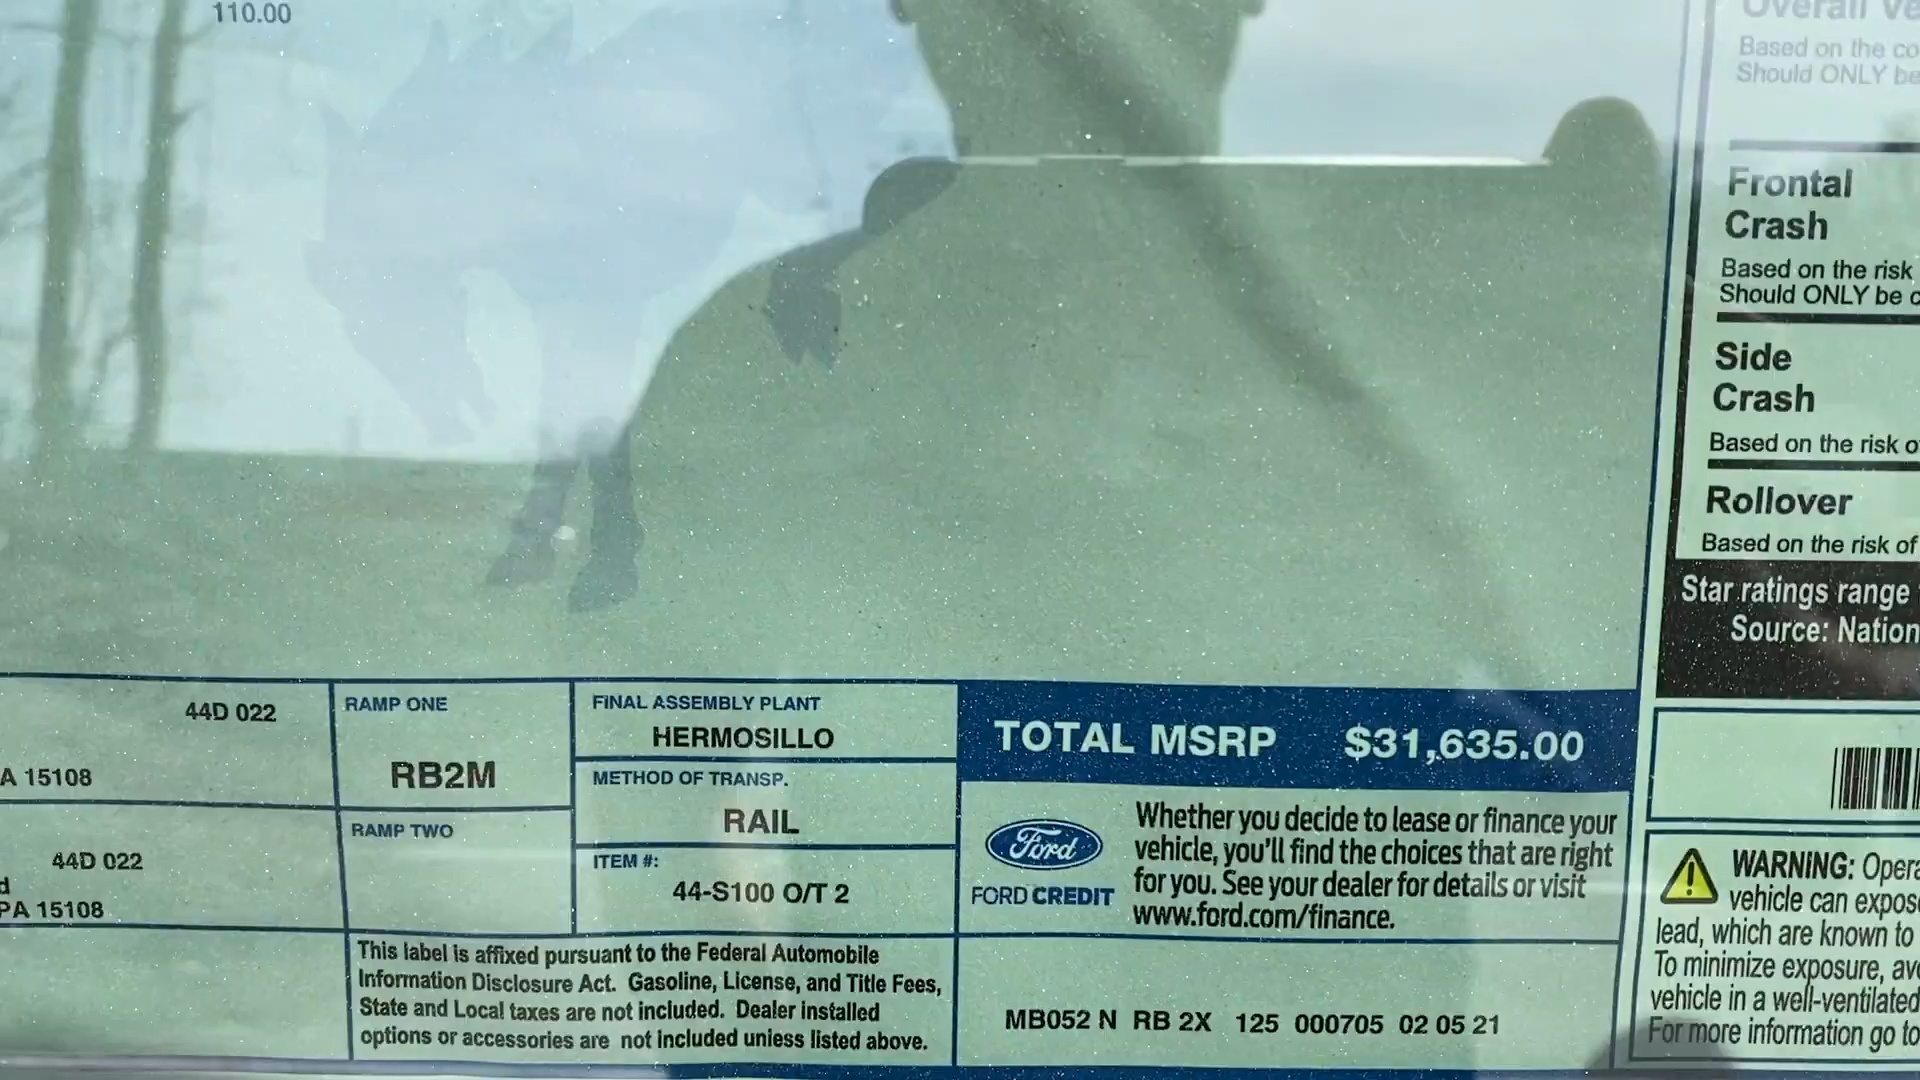 110.00
Overall Ve
Based on the co
Should ONLY be
Frontal
Crash
Based on the risk
Should ONLY be c
Side
Crash
Based on the risk o
Rollover
Based on the risk of
Star ratings range
Source: Nation
44D 022
A 15108
44D 022
d
PA 15108
RAMP ONE
RB2M
RAMP TWO
FINAL ASSEMBLY PLANT
HERMOSILLO
METHOD OF TRANSP.
RAIL
ITEM #:
44-S100 O/T 2
TOTAL MSRP $31,635.00
Ford
FORD CREDIT
Whether you decide to lease or finance your
vehicle, you'll find the choices that are right
for you. See your dealer for details or visit
www.ford.com/finance.
This label is affixed pursuant to the Federal Automobile
Information Disclosure Act. Gasoline, License, and Title Fees,
State and Local taxes are not included. Dealer installed
options or accessories are not included unless listed above.
MB052 N RB 2X 125 000705 02 05 21
WARNING: Opera
vehicle can expose
lead, which are known to
To minimize exposure, avo
vehicle in a well-ventilated
For more information go to